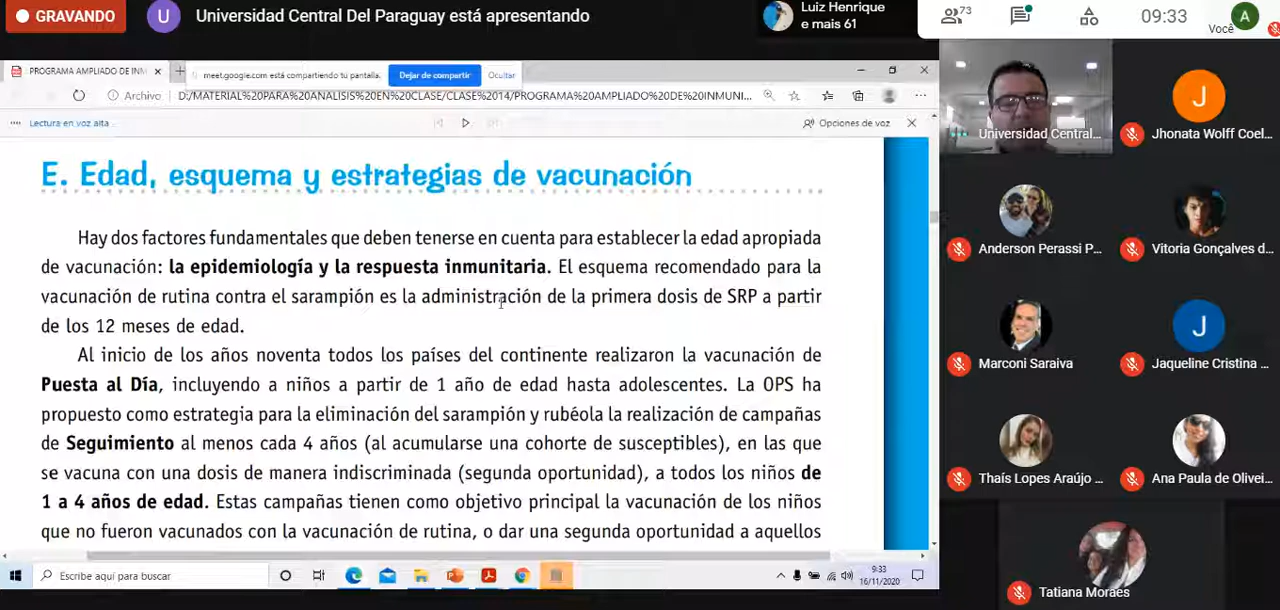 GRAVANDO
U
Universidad Central Del Paraguay está apresentando
Luiz Henrique
e mais 61
73
09:33
Você
A
PROGRAMA AMPLIADO DE INM
meet.google.com está compartiendo tu pantalla.
Dejar de compartir
Ocultar
Archivo
D:/MATERIAL%20PARA%20ANALISIS%20EN%20CLASE/CLASE%2014/PROGRAMA%20AMPLIADO%20DE%20INMUNI...
Lectura en voz alta
Opciones de voz
E. Edad, esquema y estrategias de vacunación
Hay dos factores fundamentales que deben tenerse en cuenta para establecer la edad apropiada
de vacunación: la epidemiología y la respuesta inmunitaria. El esquema recomendado para la
vacunación de rutina contra el sarampión es la administración de la primera dosis de SRP a partir
de los 12 meses de edad.
Al inicio de los años noventa todos los países del continente realizaron la vacunación de
Puesta al Día, incluyendo a niños a partir de 1 año de edad hasta adolescentes. La OPS ha
propuesto como estrategia para la eliminación del sarampión y rubéola la realización de campañas
de Seguimiento al menos cada 4 años (al acumularse una cohorte de susceptibles), en las que
se vacuna con una dosis de manera indiscriminada (segunda oportunidad), a todos los niños de
1 a 4 años de edad. Estas campañas tienen como objetivo principal la vacunación de los niños
que no fueron vacunados con la vacunación de rutina, o dar una segunda oportunidad a aquellos
Escribe aquí para buscar
9:33
16/11/2020
Universidad Central...
J
Jhonata Wolff Coel...
Anderson Perassi P...
Vitoria Gonçalves d...
Marconi Saraiva
J
Jaqueline Cristina ...
Thaís Lopes Araújo ...
Ana Paula de Olivei...
Tatiana Moraes